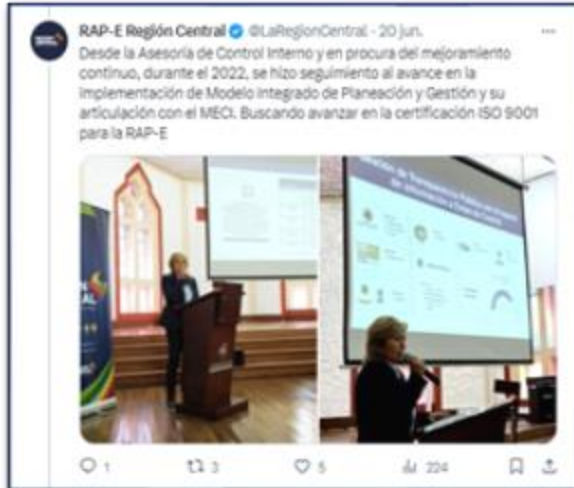 RAP-E Región Central @LaRegionCentral · 20 jun.
Desde la Asesoría de Control Interno y en procura del mejoramiento
continuo, durante el 2022, se hizo seguimiento al avance en la
implementación de Modelo Integrado de Planeación y Gestión y su
articulación con el MECI. Buscando avanzar en la certificación ISO 9001
para la RAP-E
1 3 5 224